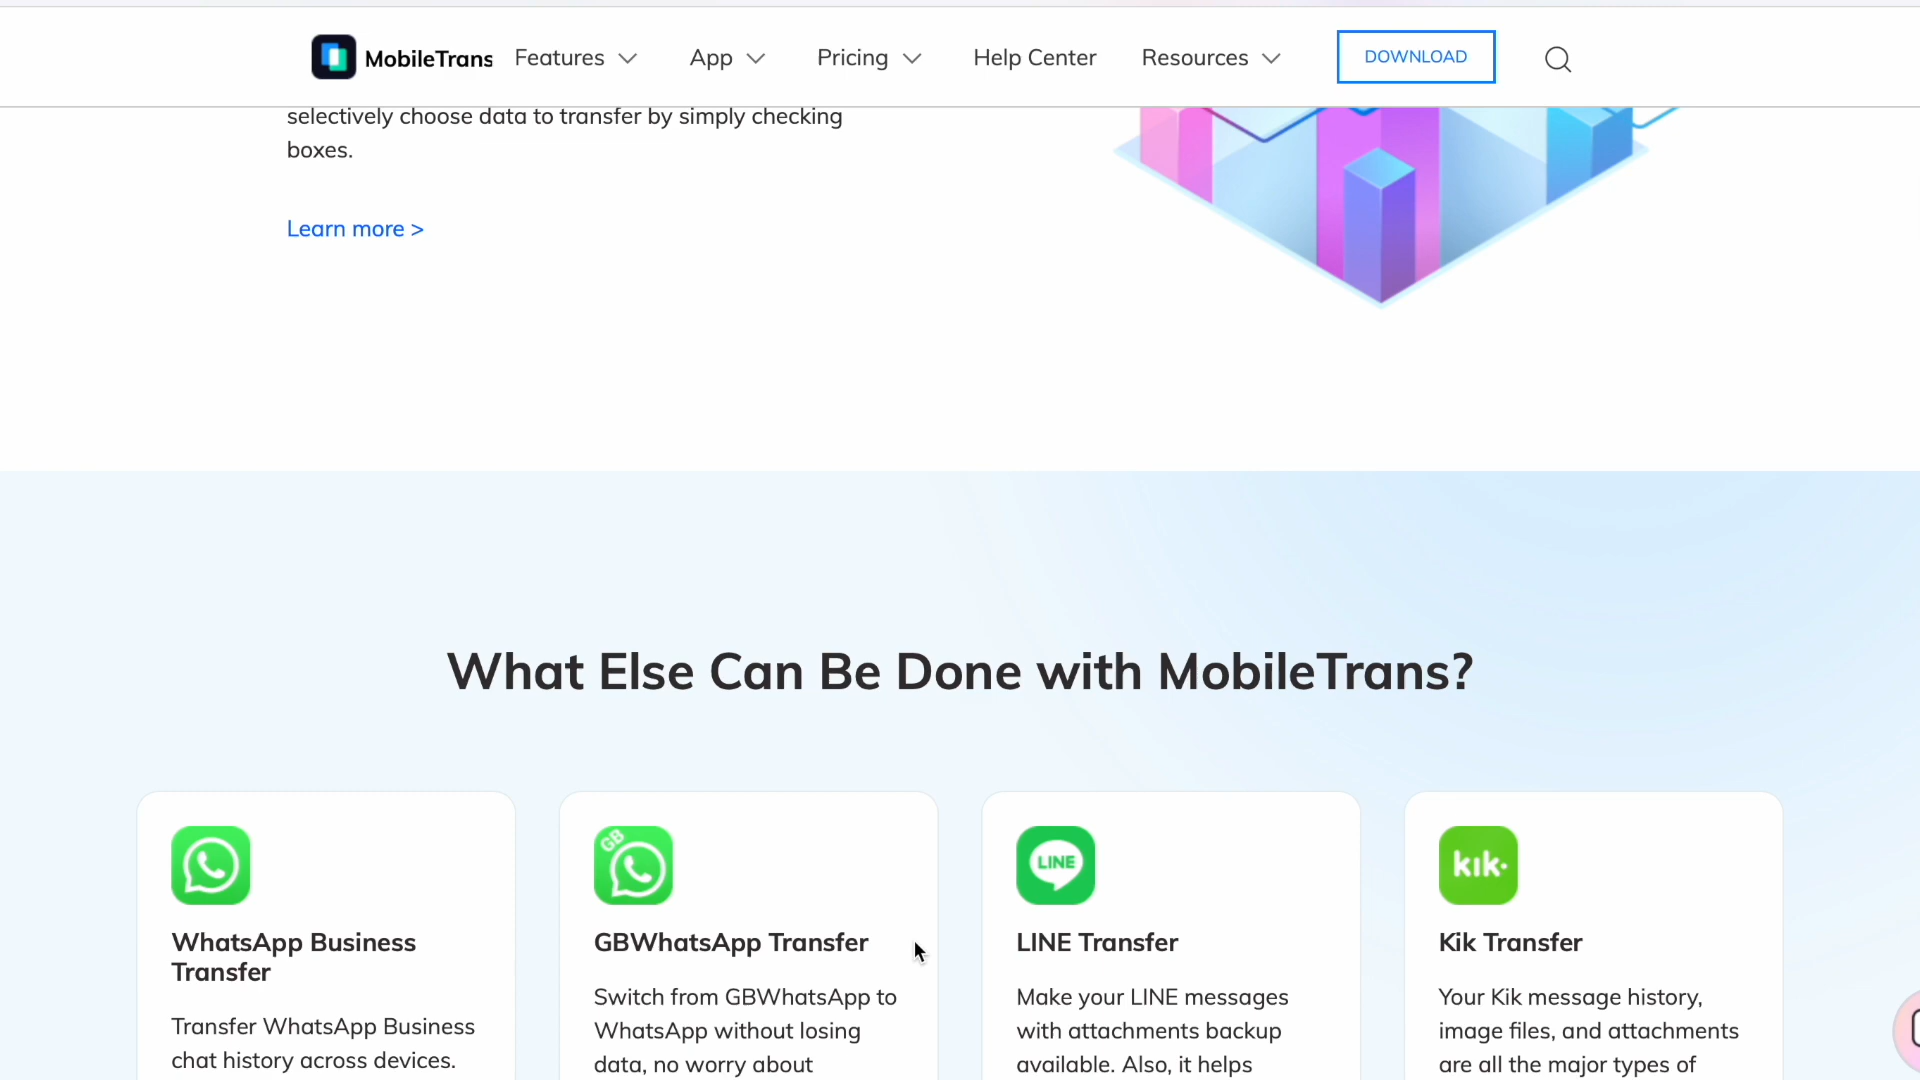 MobileTrans Features App Pricing Help Center Resources DOWNLOAD
selectively choose data to transfer by simply checking
boxes.
Learn more >
What Else Can Be Done with MobileTrans?
WhatsApp Business
Transfer
Transfer WhatsApp Business
chat history across devices.
GB
GBWhatsApp Transfer
Switch from GBWhatsApp to
WhatsApp without losing
data, no worry about
LINE
LINE Transfer
Make your LINE messages
with attachments backup
available. Also, it helps
kik
Kik Transfer
Your Kik message history,
image files, and attachments
are all the major types of